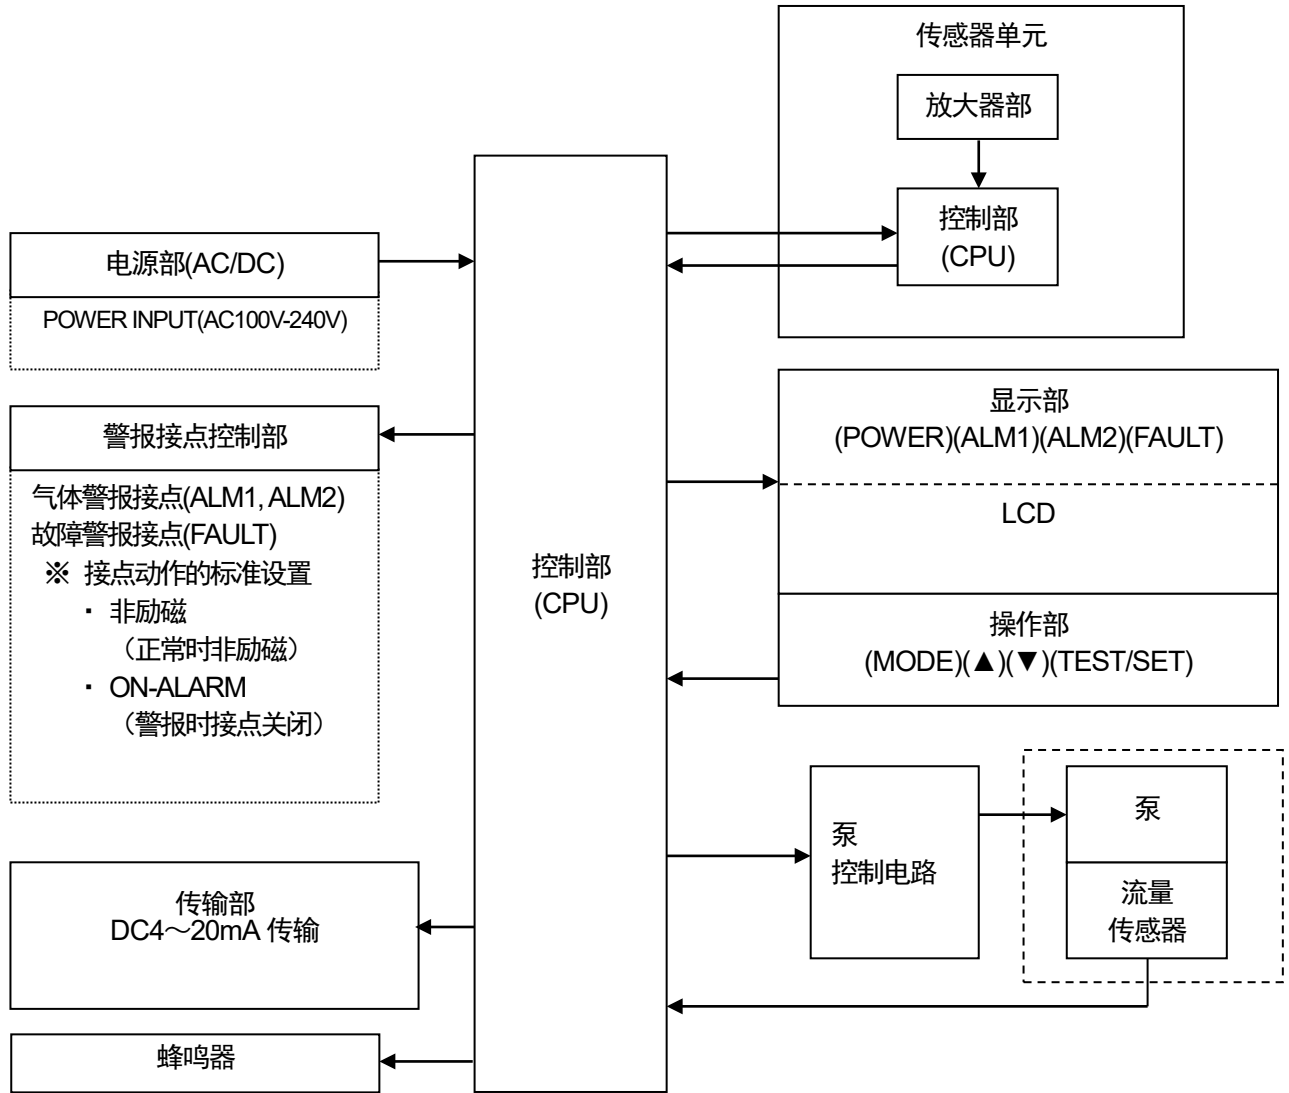 传感器单元
放大器部
控制部
(CPU)
电源部(AC/DC)
POWER INPUT(AC100V-240V)
警报接点控制部
气体警报接点(ALM1, ALM2)
故障警报接点(FAULT)
※ 接点动作的标准设置
・ 非励磁
（正常时非励磁）
・ ON-ALARM
（警报时接点关闭）
传输部
DC4～20mA 传输
蜂鸣器
控制部
(CPU)
显示部
(POWER)(ALM1)(ALM2)(FAULT)
LCD
操作部
(MODE)(▲)(▼)(TEST/SET)
泵
控制电路
泵
流量
传感器